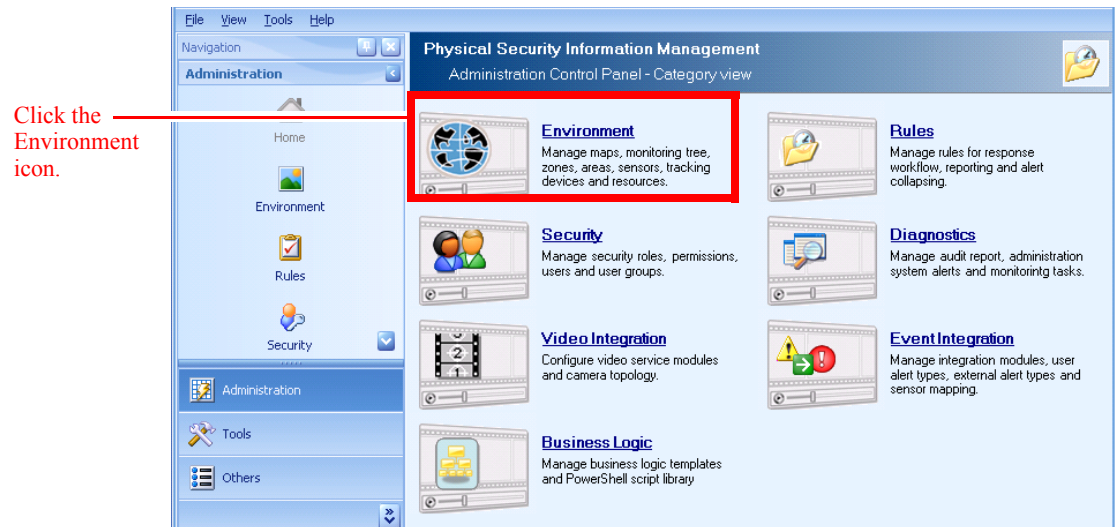 File View Tools Help
Navigation
Administration
Home
Environment
Rules
Security
Administration
Tools
Others
Click the
Environment
icon.
Physical Security Information Management
Administration Control Panel - Category view
Environment
Manage maps, monitoring tree,
zones, areas, sensors, tracking
devices and resources.
Rules
Manage rules for response
workflow, reporting and alert
collapsing.
Security
Manage security roles, permissions,
users and user groups.
Diagnostics
Manage audit report, administration
system alerts and monitorintg tasks.
Video Integration
Configure video service modules
and camera topology.
Event Integration
Manage integration modules, user
alert types, external alert types and
sensor mapping.
Business Logic
Manage business logic templates
and PowerShell script library